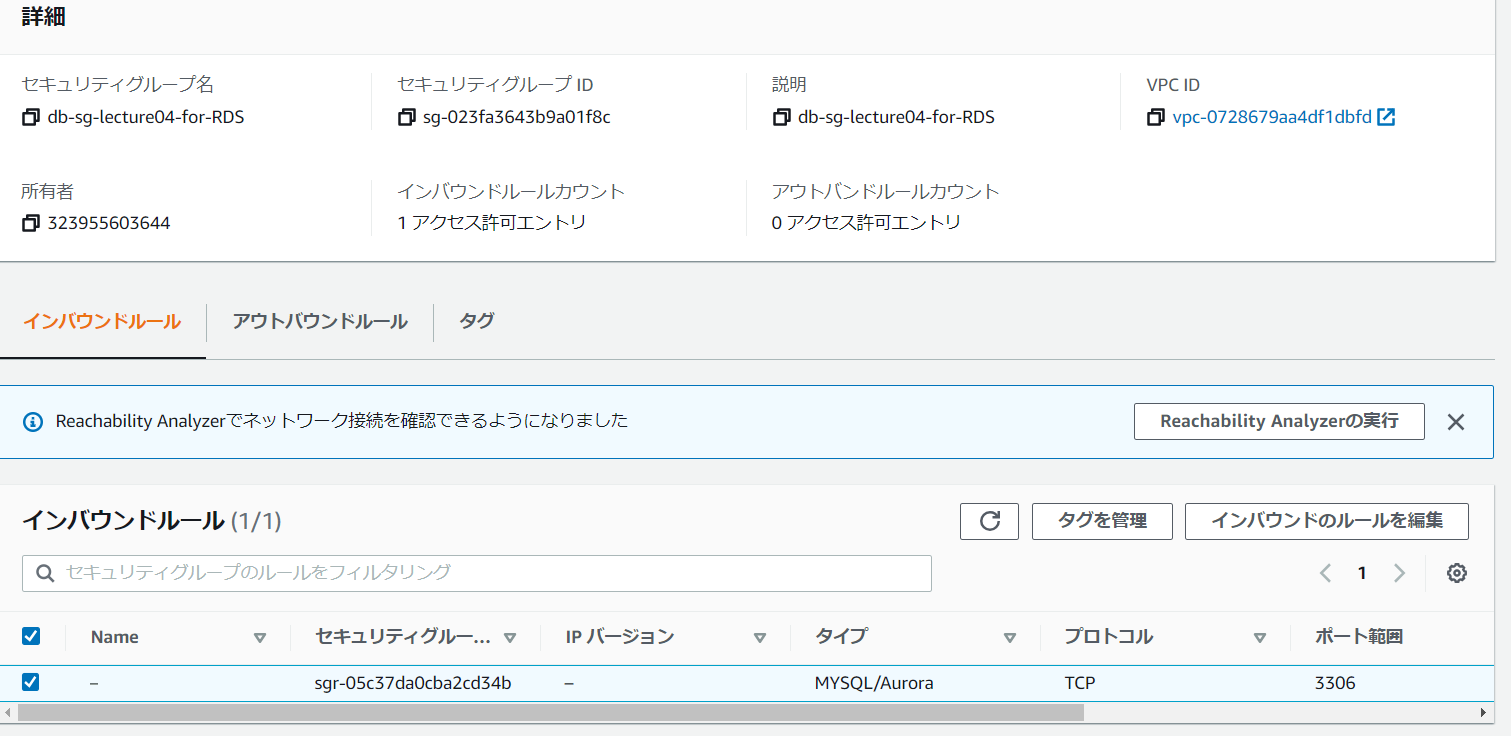 詳細
セキュリティグループ名 セキュリティグループ ID 説明 VPC ID
db-sg-lecture04-for-RDS sg-023fa3643b9a01f8c db-sg-lecture04-for-RDS vpc-0728679aa4df1dbfd
所有者 インバウンドルールカウント アウトバンドルールカウント
323955603644 1 アクセス許可エントリ 0 アクセス許可エントリ
インバウンドルール アウトバウンドルール タグ
Reachability Analyzerでネットワーク接続を確認できるようになりました Reachability Analyzerの実行
インバウンドルール (1/1) タグを管理 インバウンドのルールを編集
セキュリティグループのルールをフィルタリング 1
Name セキュリティグルー... IP バージョン タイプ プロトコル ポート範囲
– sgr-05c37da0cba2cd34b – MYSQL/Aurora TCP 3306